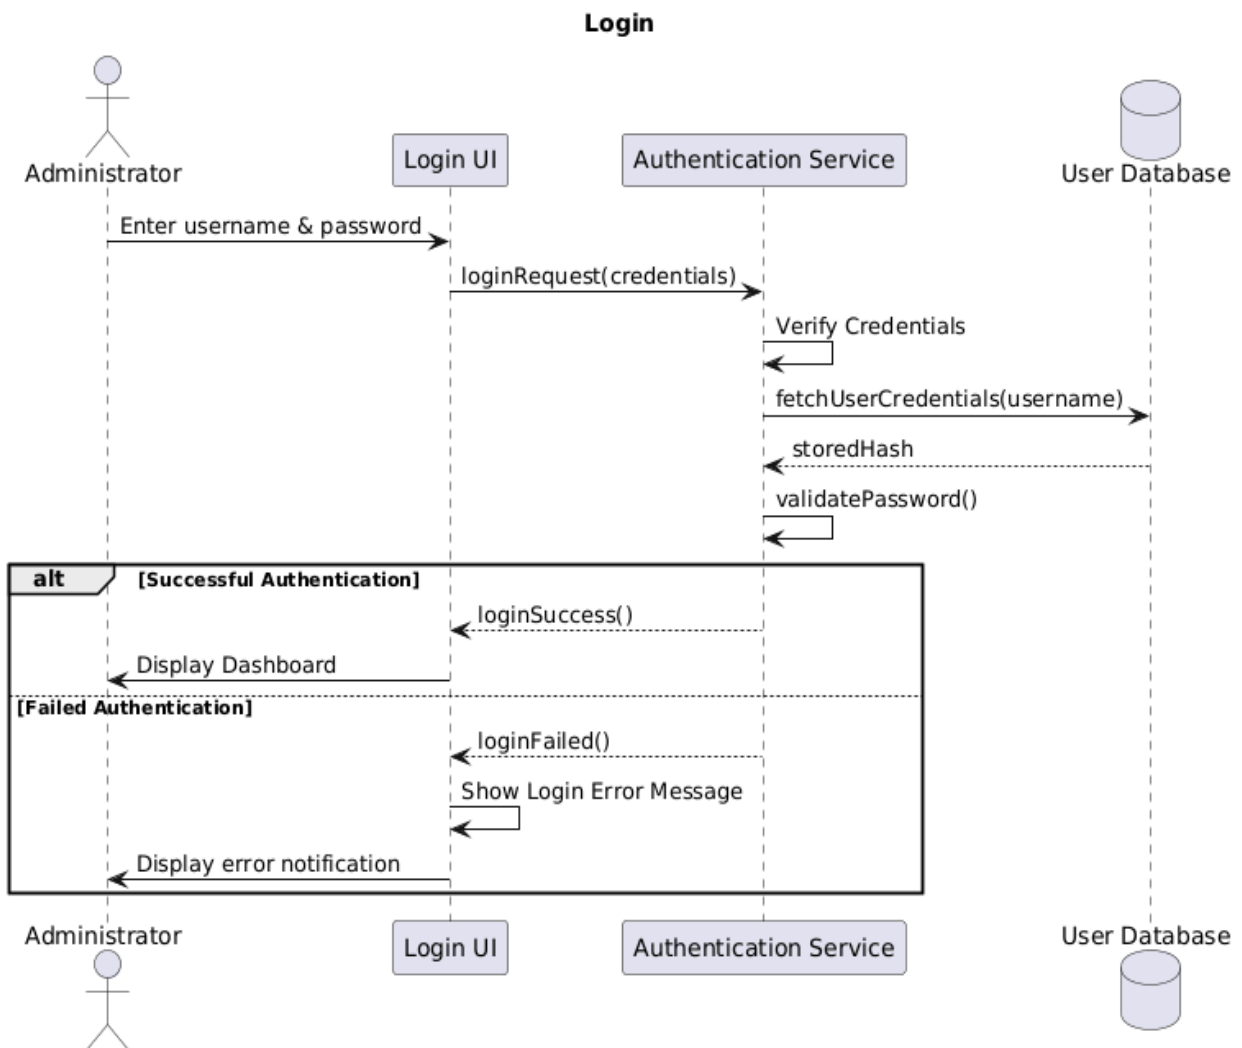 Login
Administrator
Login UI
Authentication Service
User Database
Enter username & password
loginRequest(credentials)
Verify Credentials
fetchUserCredentials(username)
storedHash
validatePassword()
alt [Successful Authentication]
loginSuccess()
Display Dashboard
[Failed Authentication]
loginFailed()
Show Login Error Message
Display error notification
Administrator
Login UI
Authentication Service
User Database